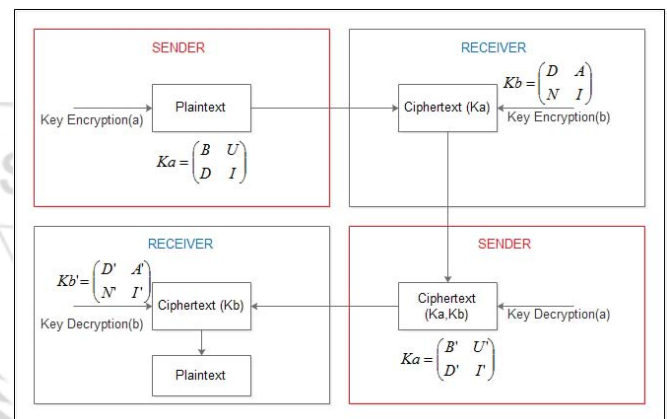 SENDER
Key Encryption(a)
Plaintext
Ka = (B U
D I)
RECEIVER
Kb = (D A
N I)
Ciphertext (Ka)
Key Encryption(b)
RECEIVER
Kb' = (D' A'
N' I')
Key Decryption(b)
Ciphertext (Kb)
Plaintext
SENDER
Ciphertext
(Ka,Kb)
Key Decryption(a)
Ka = (B' U'
D' I')